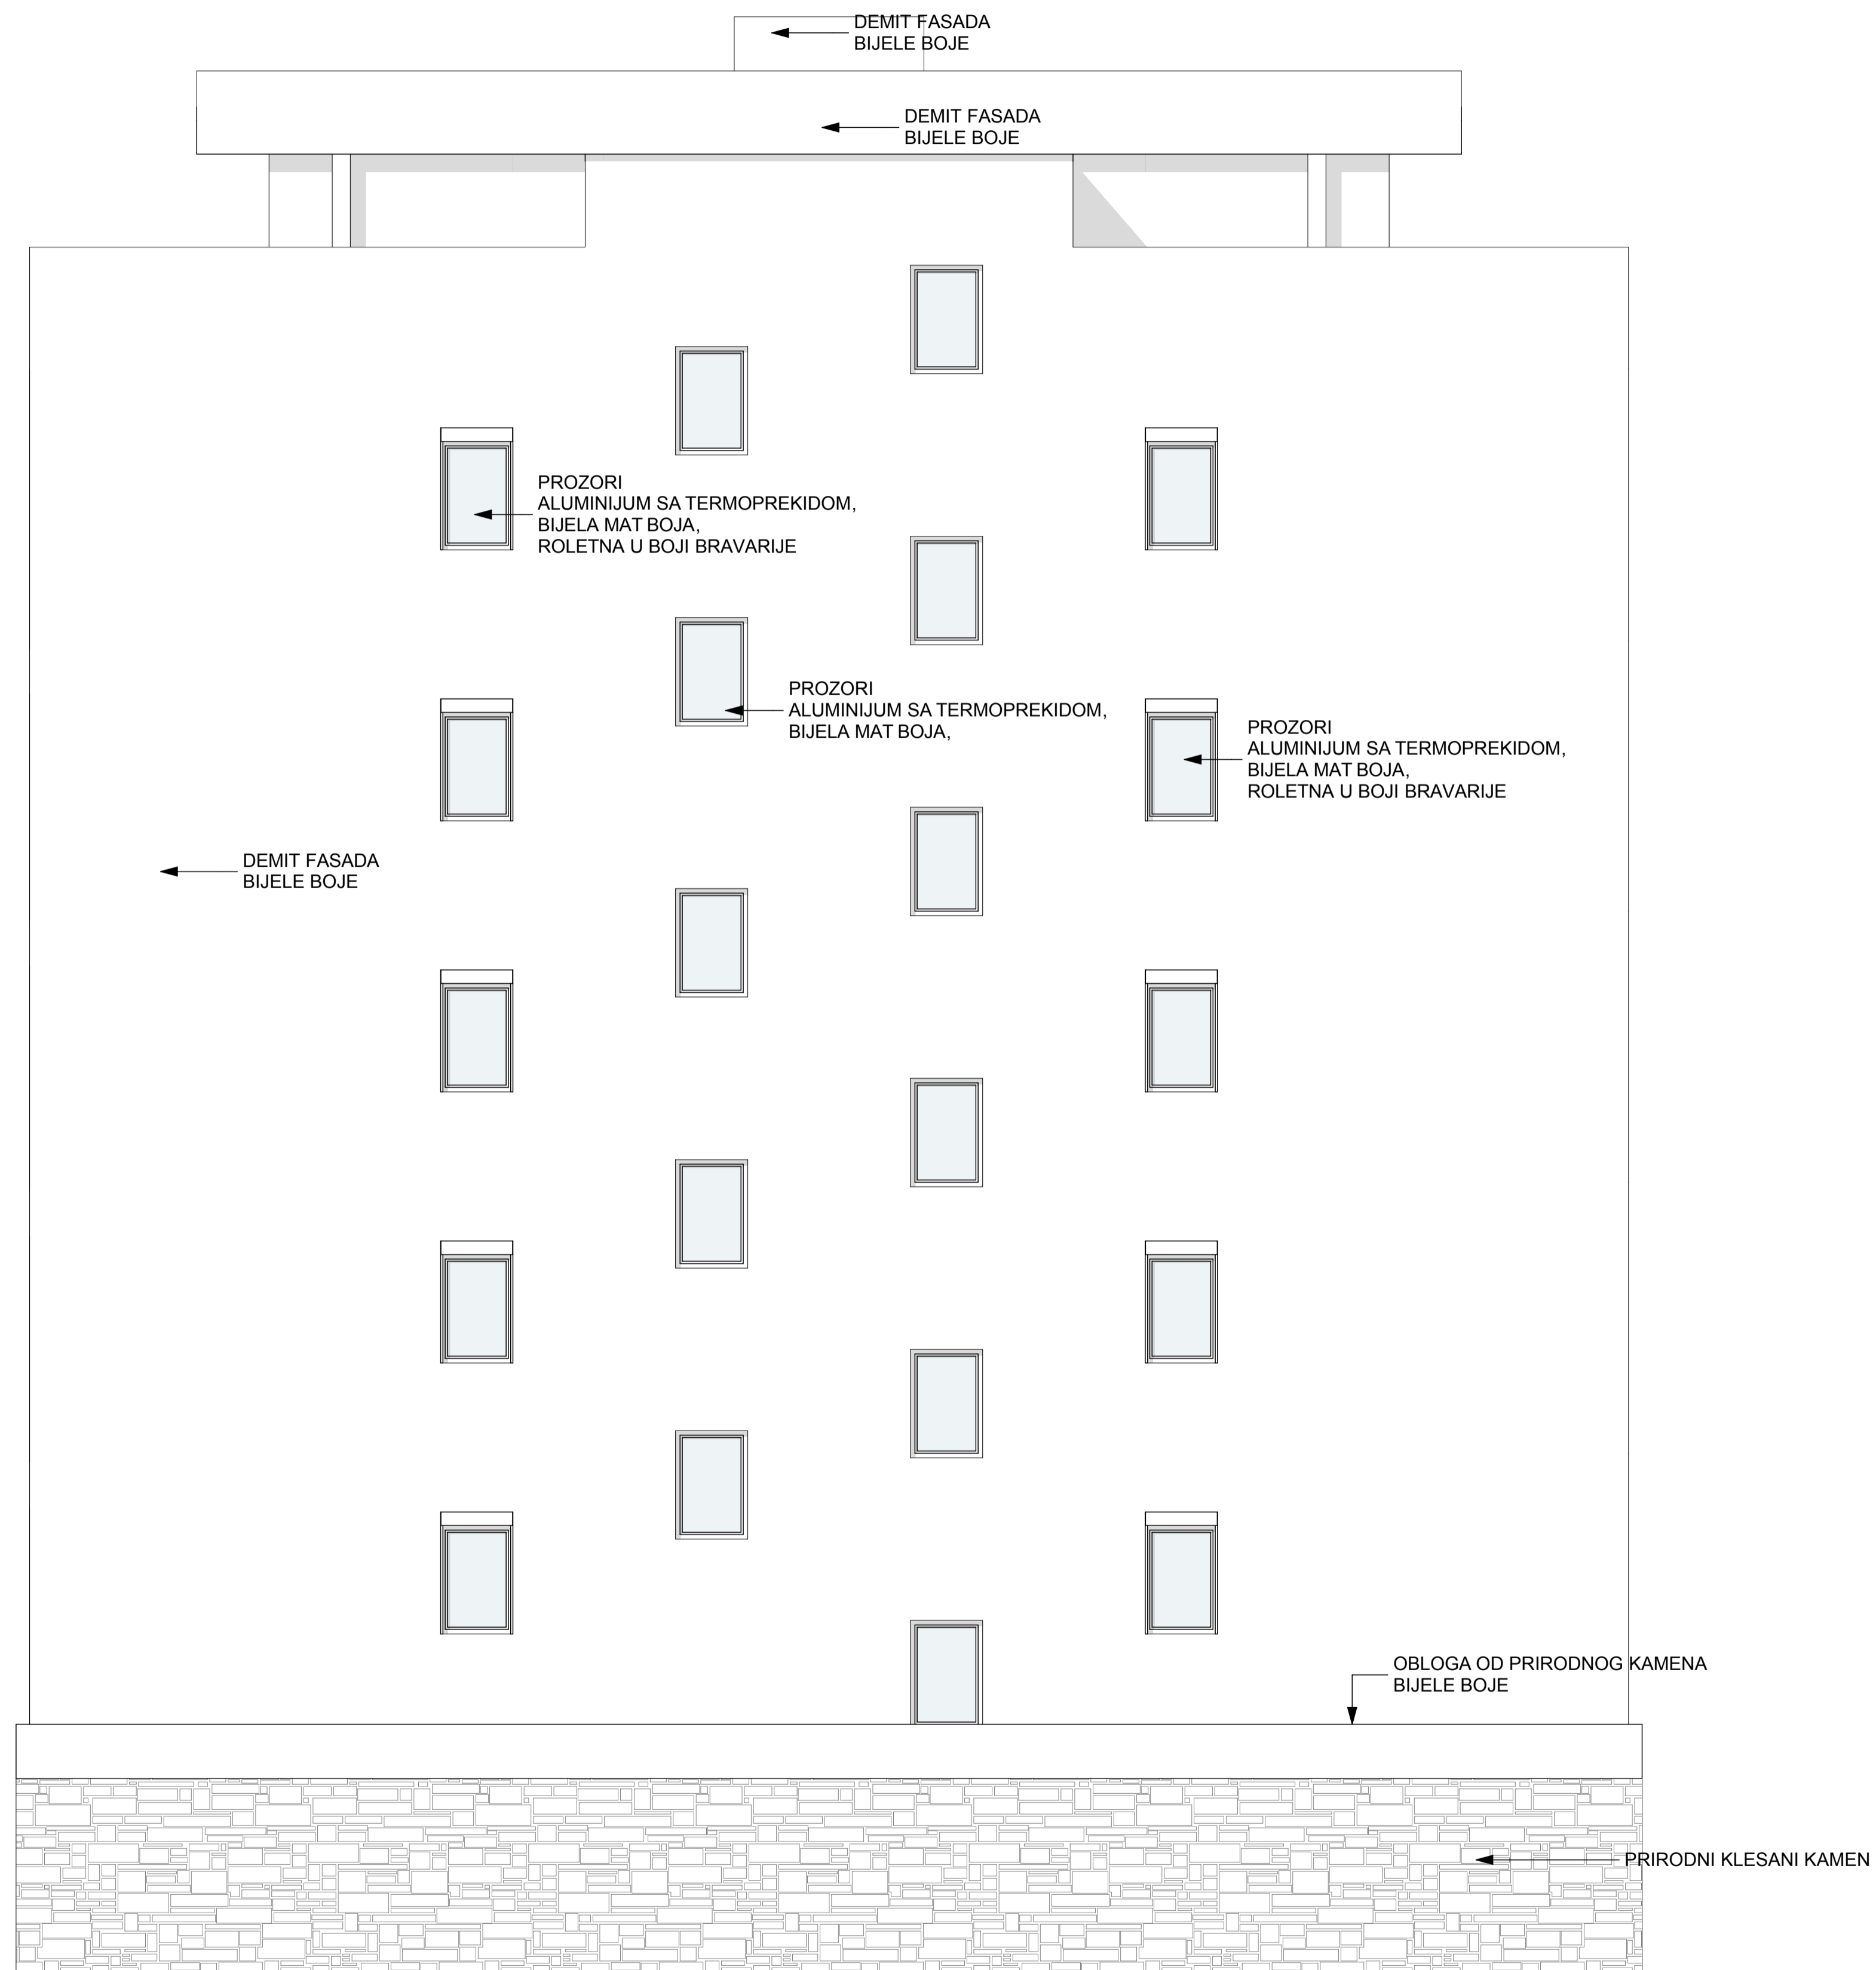 DEMIT FASADA
BIJELE BOJE
DEMIT FASADA
BIJELE BOJE
PROZORI
ALUMINIJUM SA TERMOPREKIDOM,
BIJELA MAT BOJA,
ROLETNA U BOJI BRAVARIJE
PROZORI
ALUMINIJUM SA TERMOPREKIDOM,
BIJELA MAT BOJA,
PROZORI
ALUMINIJUM SA TERMOPREKIDOM,
BIJELA MAT BOJA,
ROLETNA U BOJI BRAVARIJE
DEMIT FASADA
BIJELE BOJE
OBLOGA OD PRIRODNOG KAMENA
BIJELE BOJE
PRIRODNI KLESANI KAMEN